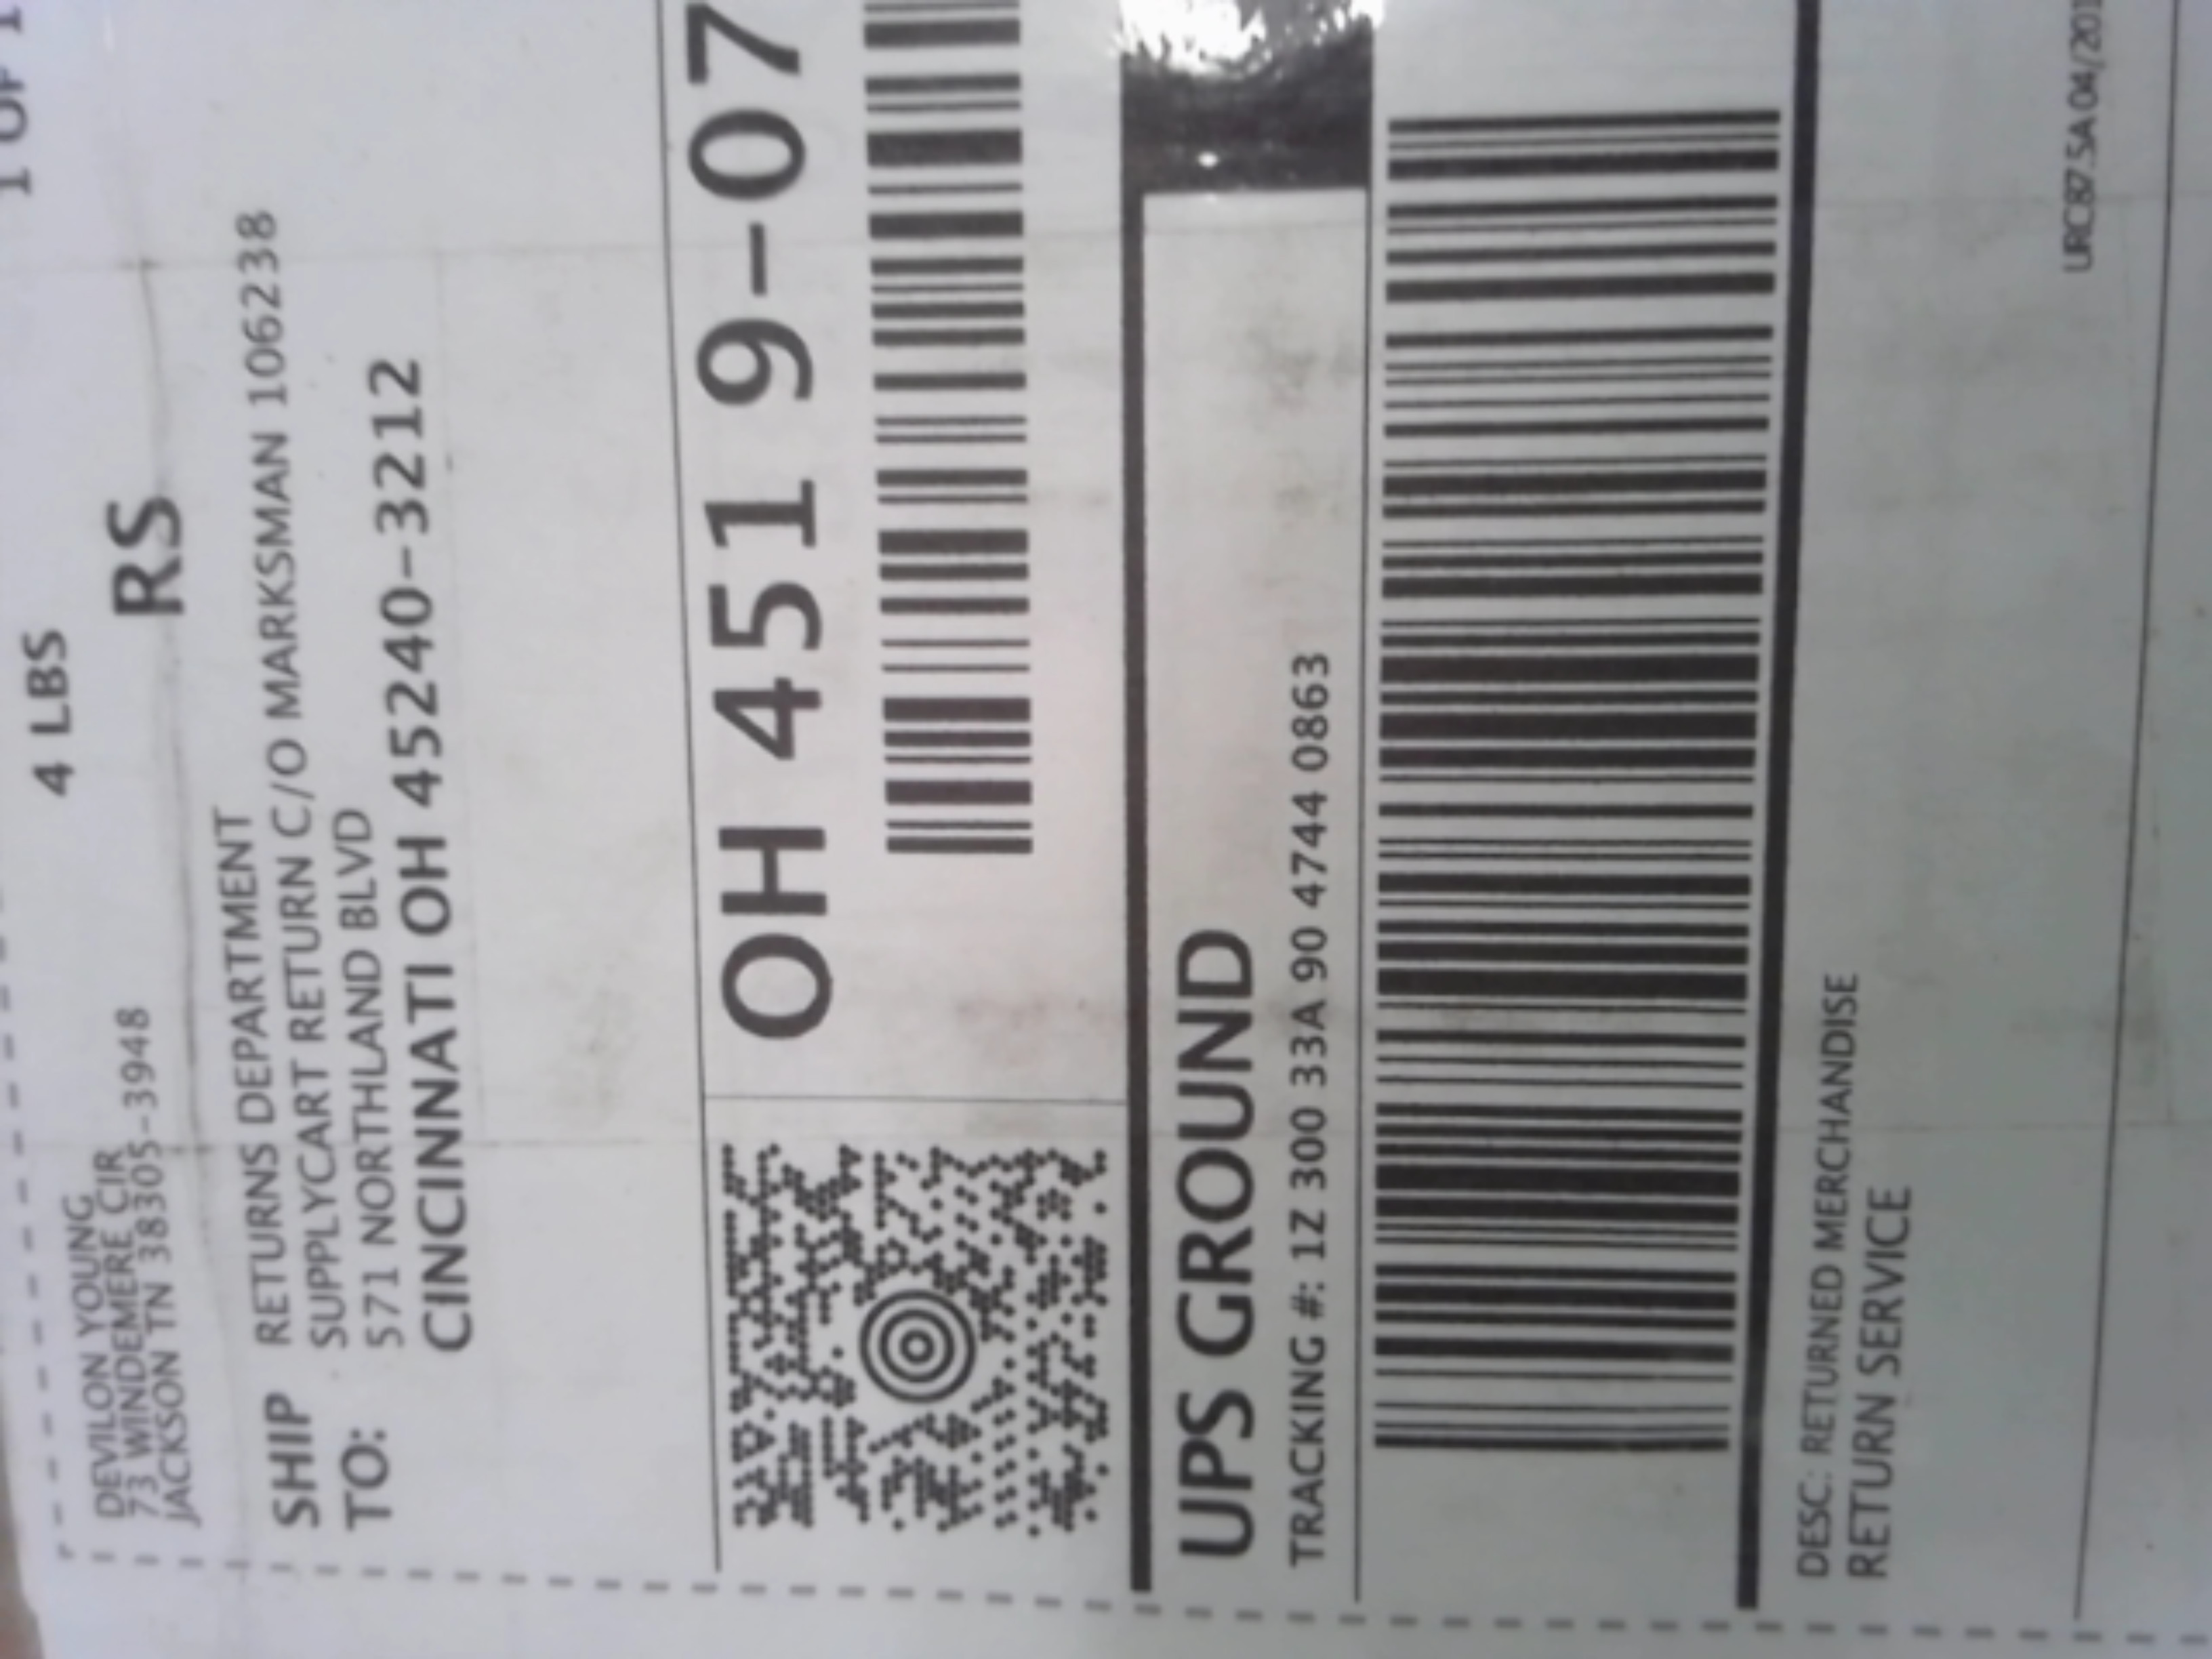 DEVILON YOUNG
73 WINDEMERE CIR
JACKSON TN 38305-3948
4 LBS
1 OF 1
RS
SHIP TO:
RETURNS DEPARTMENT
SUPPLYCART RETURN C/O MARKSMAN 106238
571 NORTHLAND BLVD
CINCINNATI OH 45240-3212
OH 451 9-07
UPS GROUND
TRACKING #: 1Z 300 33A 90 4744 0863
DESC: RETURNED MERCHANDISE
RETURN SERVICE